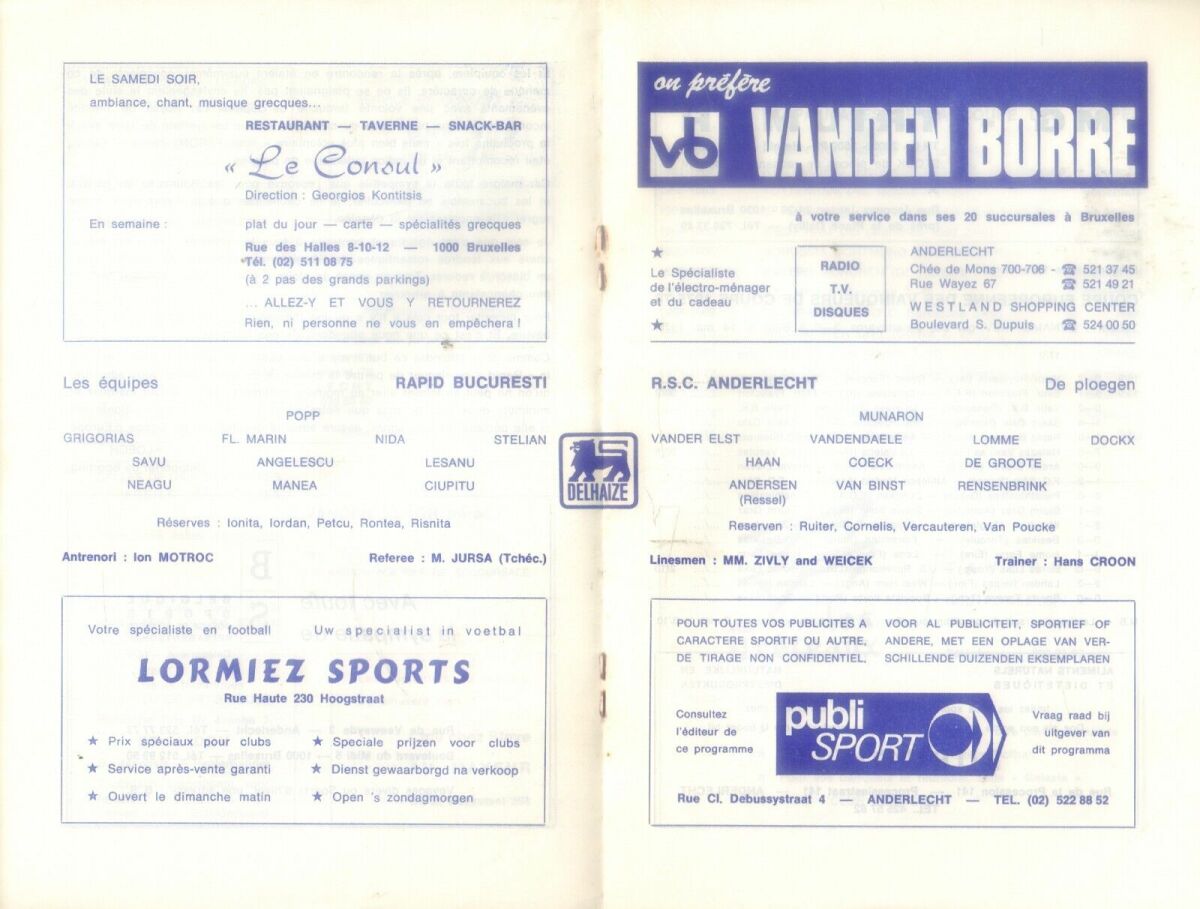 LE SAMEDI SOIR,
ambiance, chant, musique grecques...
RESTAURANT — TAVERNE — SNACK-BAR
« Le Consul »
Direction : Georgios Kontitsis
En semaine : plat du jour — carte — spécialités grecques
Rue des Halles 8-10-12 — 1000 Bruxelles
Tél. (02) 511 08 75
(à 2 pas des grands parkings)
... ALLEZ-Y ET VOUS Y RETOURNEREZ
Rien, ni personne ne vous en empêchera !
Les équipes RAPID BUCURESTI
POPP
GRIGORIAS FL. MARIN NIDA STELIAN
SAVU ANGELESCU LESANU
NEAGU MANEA CIUPITU
Réserves : Ionita, Iordan, Petcu, Rontea, Risnita
Antrenori : Ion MOTROC Referee : M. JURSA (Tchéc.)
Votre spécialiste en football Uw specialist in voetbal
LORMIEZ SPORTS
Rue Haute 230 Hoogstraat
★ Prix spéciaux pour clubs ★ Speciale prijzen voor clubs
★ Service après-vente garanti ★ Dienst gewaarborgd na verkoop
★ Ouvert le dimanche matin ★ Open 's zondagmorgen
DELHAIZE
on préfère
vb VANDEN BORRE
à votre service dans ses 20 succursales à Bruxelles
★
Le Spécialiste
de l'électro-ménager
et du cadeau
★
RADIO
T.V.
DISQUES
ANDERLECHT
Chée de Mons 700-706 - ☎ 521 37 45
Rue Wayez 67 ☎ 521 49 21
WESTLAND SHOPPING CENTER
Boulevard S. Dupuis ☎ 524 00 50
R.S.C. ANDERLECHT De ploegen
MUNARON
VANDER ELST VANDENDAELE LOMME DOCKX
HAAN COECK DE GROOTE
ANDERSEN VAN BINST RENSENBRINK
(Ressel)
Reserven : Ruiter, Cornelis, Vercauteren, Van Poucke
Linesmen : MM. ZIVLY and WEICEK Trainer : Hans CROON
POUR TOUTES VOS PUBLICITES A
CARACTERE SPORTIF OU AUTRE,
DE TIRAGE NON CONFIDENTIEL,
VOOR AL PUBLICITEIT, SPORTIEF OF
ANDERE, MET EEN OPLAGE VAN VER-
SCHILLENDE DUIZENDEN EKSEMPLAREN
Consultez
l'éditeur de
ce programme
publi
SPORT
Vraag raad bij
uitgever van
dit programma
Rue Cl. Debussystraat 4 — ANDERLECHT — TEL. (02) 522 88 52